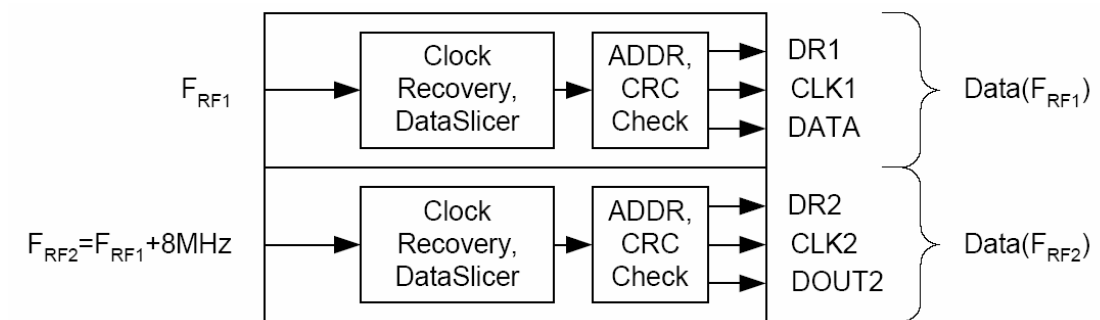 F_RF1
Clock
Recovery,
DataSlicer
ADDR,
CRC
Check
DR1
CLK1
DATA
Data(F_RF1)
F_RF2=F_RF1+8MHz
Clock
Recovery,
DataSlicer
ADDR,
CRC
Check
DR2
CLK2
DOUT2
Data(F_RF2)